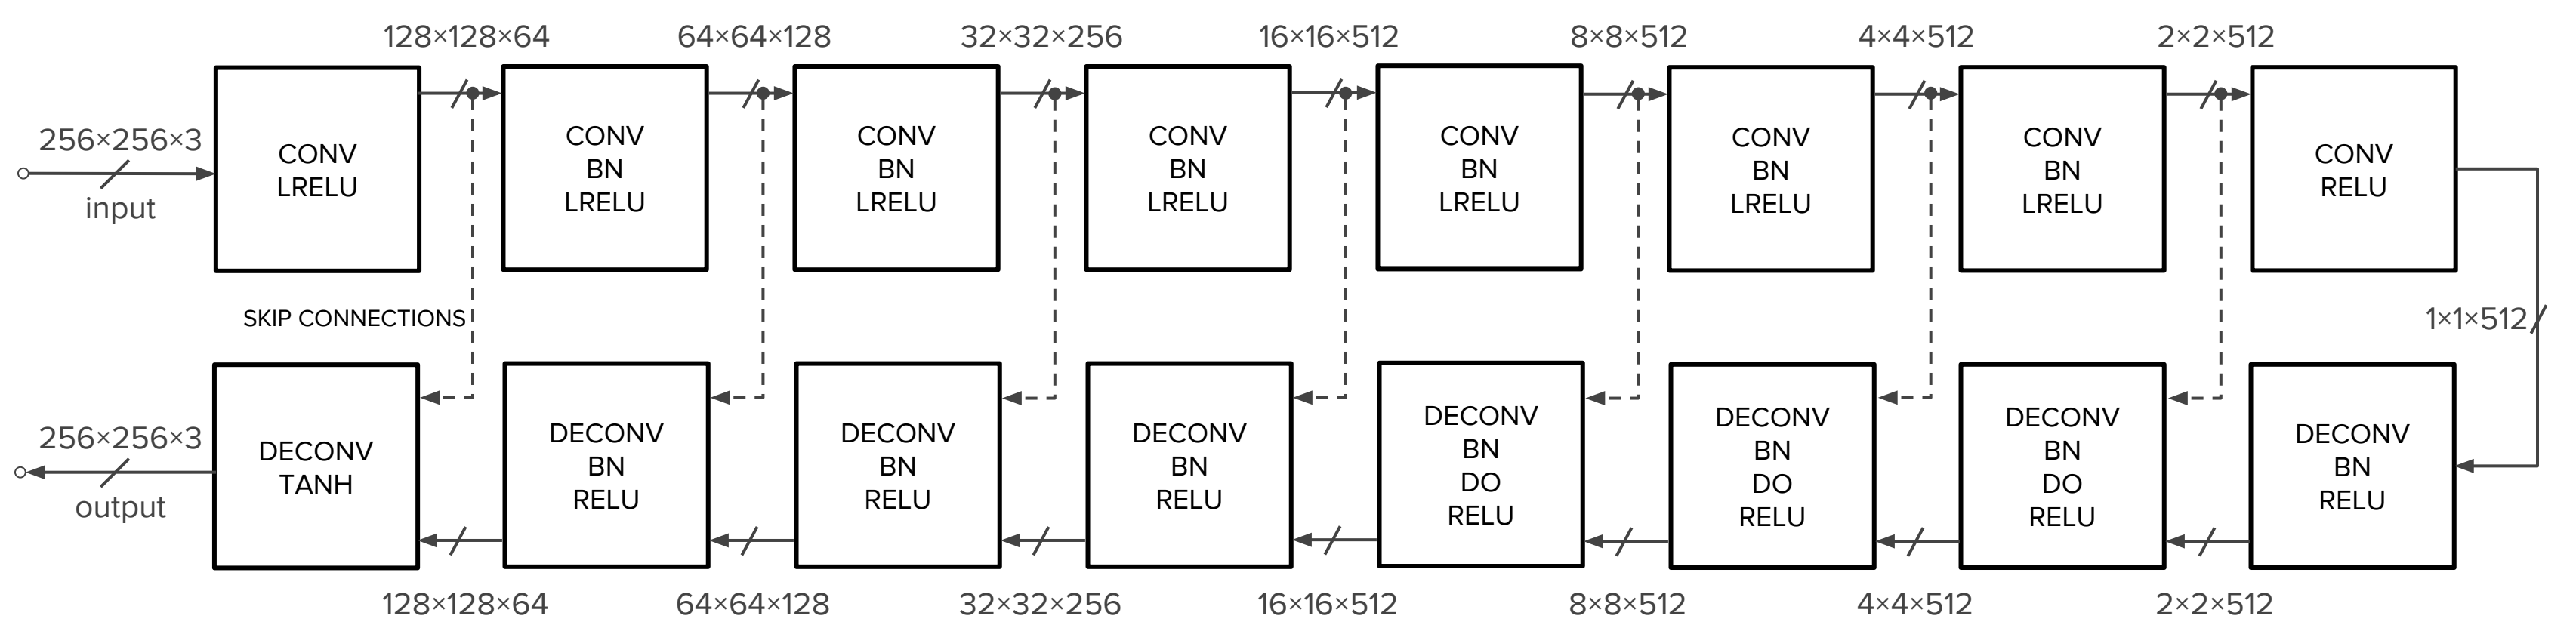 128×128×64
64×64×128
32×32×256
16×16×512
8×8×512
4×4×512
2×2×512
256×256×3
input
CONV
LRELU
CONV
BN
LRELU
CONV
BN
LRELU
CONV
BN
LRELU
CONV
BN
LRELU
CONV
BN
LRELU
CONV
BN
LRELU
CONV
RELU
SKIP CONNECTIONS
1×1×512
256×256×3
output
DECONV
TANH
DECONV
BN
RELU
DECONV
BN
RELU
DECONV
BN
RELU
DECONV
BN
DO
RELU
DECONV
BN
DO
RELU
DECONV
BN
DO
RELU
DECONV
BN
RELU
128×128×64
64×64×128
32×32×256
16×16×512
8×8×512
4×4×512
2×2×512